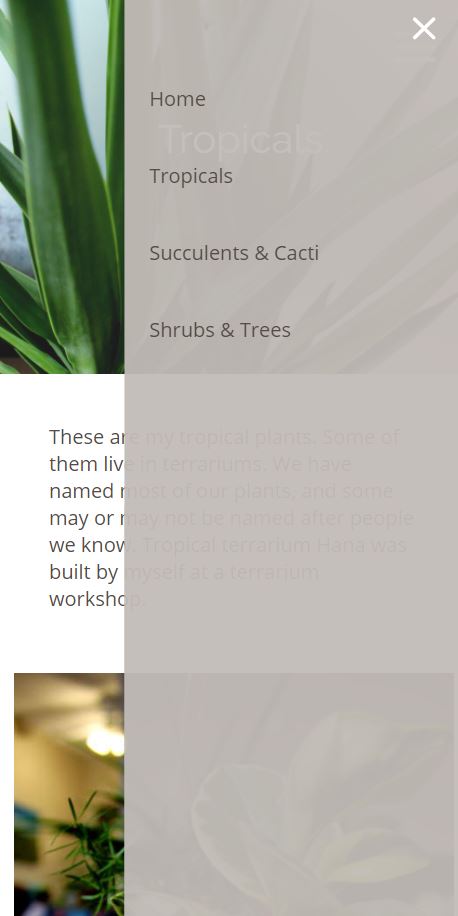 Home
Tropicals
Tropicals
Succulents & Cacti
Shrubs & Trees
These are my tropical plants. Some of
them live in terrariums. We have
named most of our plants, and some
may or may not be named after people
we know. Tropical terrarium Hana was
built by myself at a terrarium
workshop.